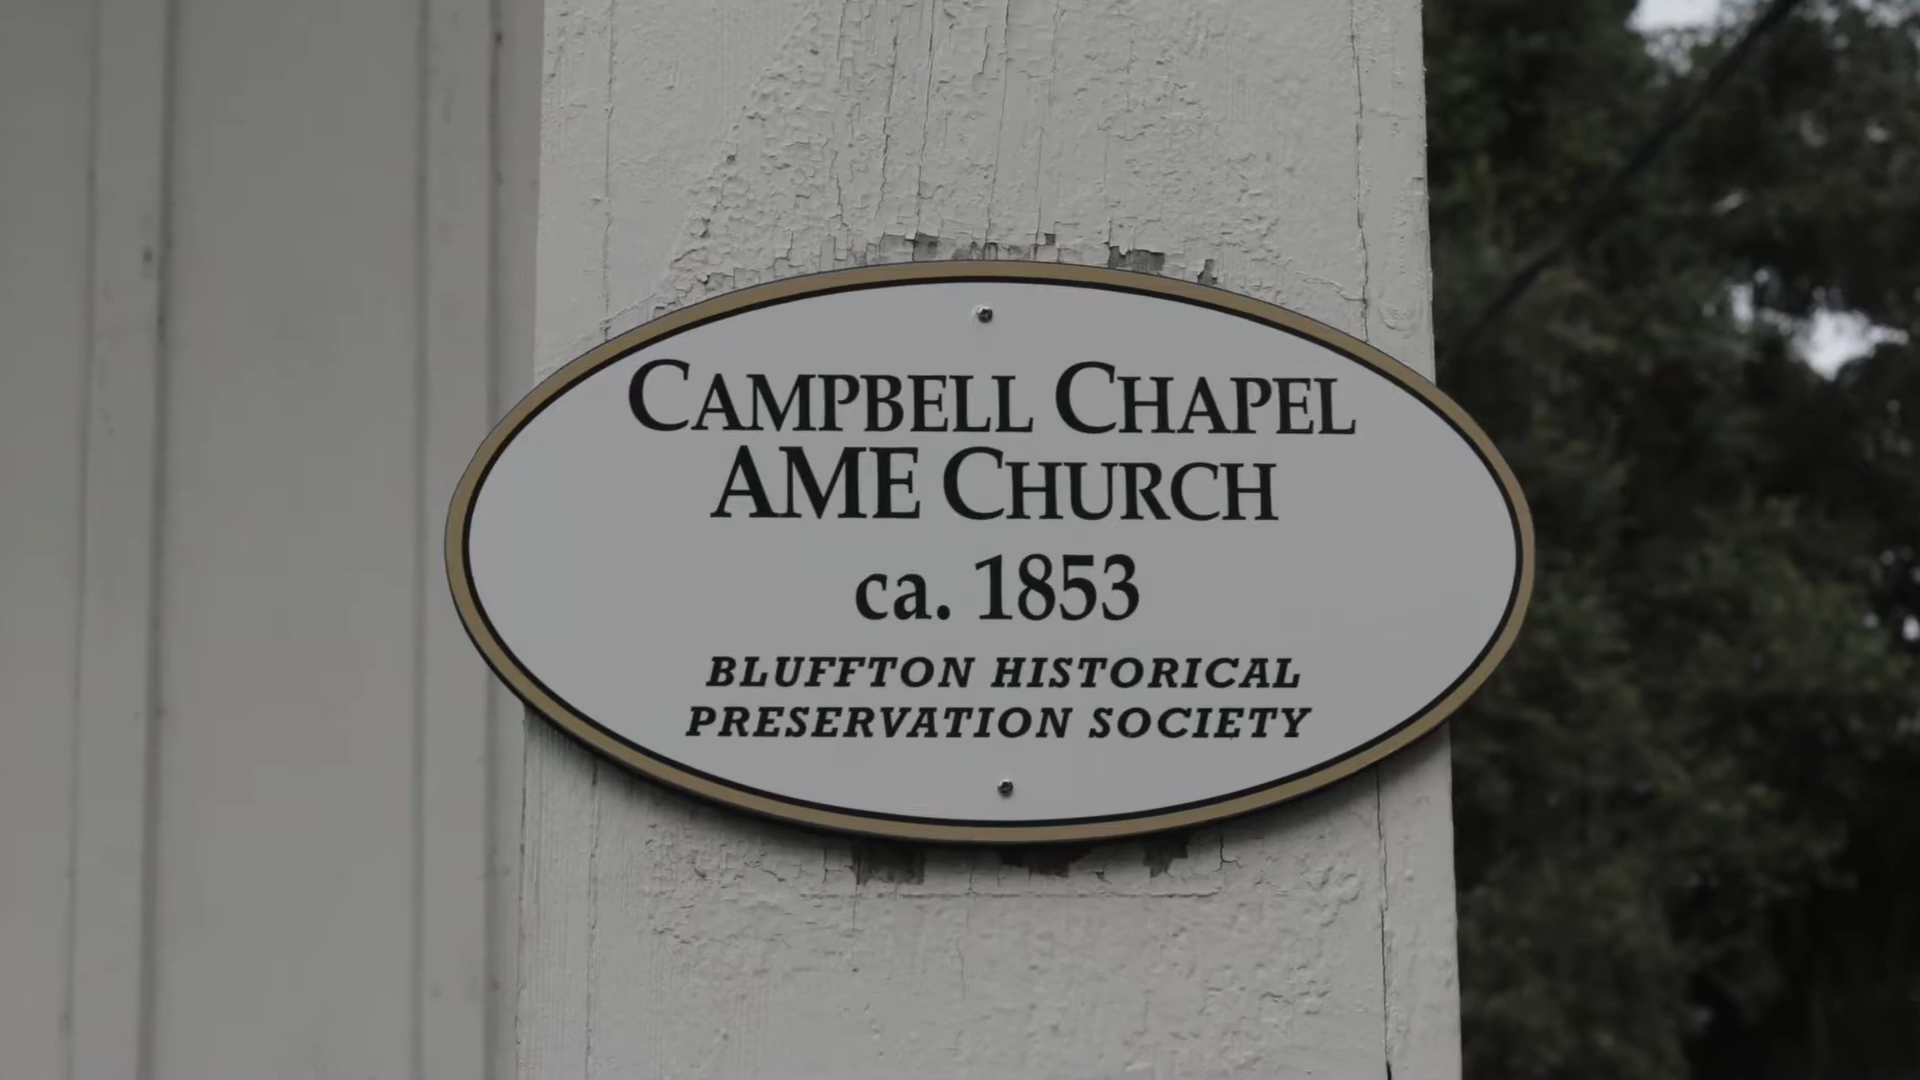 CAMPBELL CHAPEL
AME CHURCH
ca. 1853
BLUFFTON HISTORICAL
PRESERVATION SOCIETY